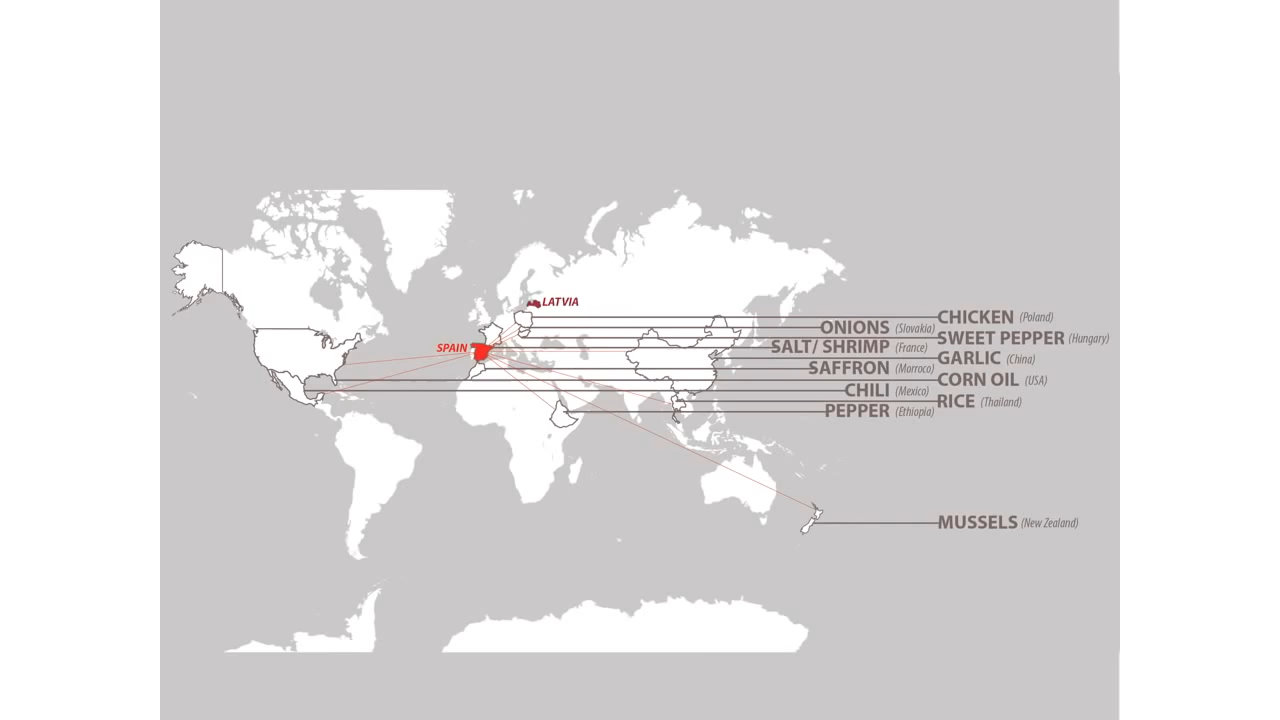 LATVIA
SPAIN
CHICKEN (Poland)
ONIONS (Slovakia)
SWEET PEPPER (Hungary)
SALT/ SHRIMP (France)
GARLIC (China)
SAFFRON (Morroco)
CORN OIL (USA)
CHILI (Mexico)
RICE (Thailand)
PEPPER (Ethiopia)
MUSSELS (New Zealand)